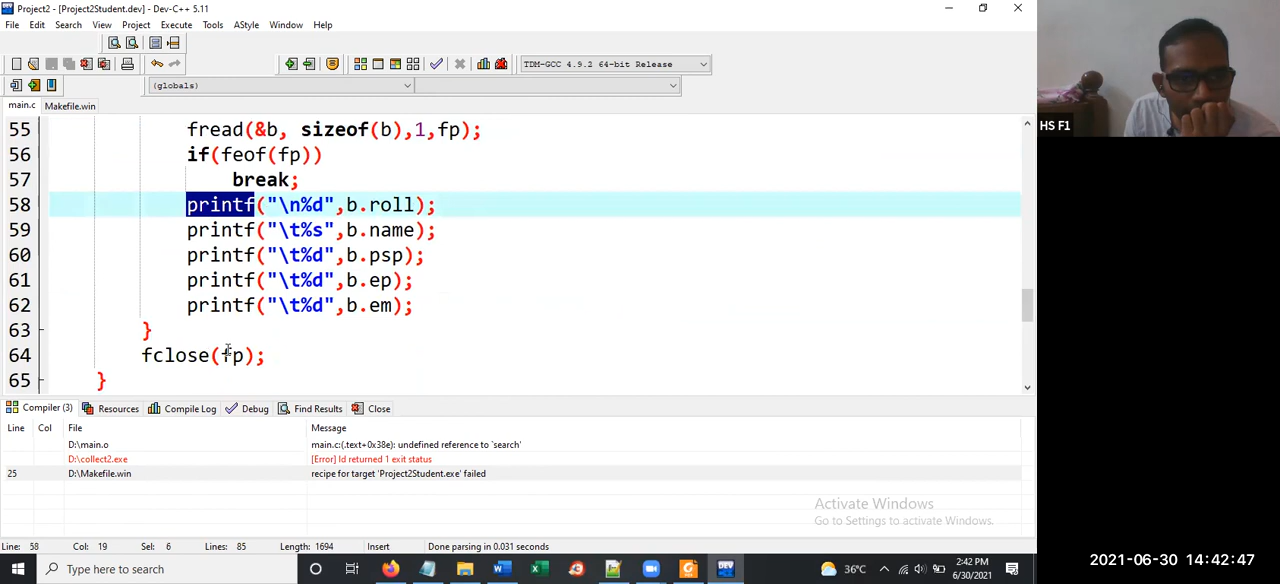 Project2 - [Project2Student.dev] - Dev-C++ 5.11
File Edit Search View Project Execute Tools AStyle Window Help
TDM-GCC 4.9.2 64-bit Release
(globals)
main.c Makefile.win
55 fread(&b, sizeof(b),1,fp);
56 if(feof(fp))
57 break;
58 printf("\n%d",b.roll);
59 printf("\t%s",b.name);
60 printf("\t%d",b.psp);
61 printf("\t%d",b.ep);
62 printf("\t%d",b.em);
63 }
64 fclose(fp);
65 }
HS F1
Compiler (3) Resources Compile Log Debug Find Results Close
Line Col File Message
D:\main.o main.c:(.text+0x38e): undefined reference to `search'
D:\collect2.exe [Error] ld returned 1 exit status
25 D:\Makefile.win recipe for target 'Project2Student.exe' failed
Activate Windows
Go to Settings to activate Windows.
Line: 58 Col: 19 Sel: 6 Lines: 85 Length: 1694 Insert Done parsing in 0.031 seconds
Type here to search
DEV
36°C
2:42 PM
6/30/2021
2021-06-30 14:42:47